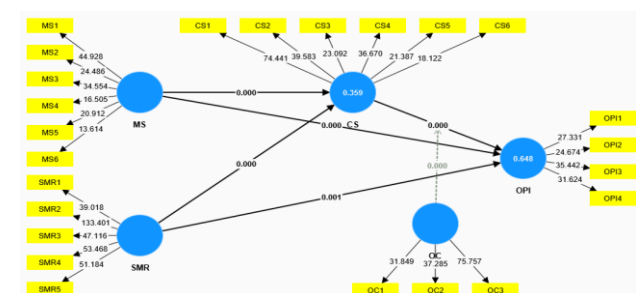 MS1
MS2
MS3
MS4
MS5
MS6
44.928
24.486
34.554
16.505
20.912
13.614
MS
CS1
CS2
CS3
CS4
CS5
CS6
74.441
39.583
23.092
36.670
21.387
18.122
0.359
CS
0.000
0.000
0.000
0.000
0.000
0.001
0.648
OPI
27.331
24.674
35.442
31.624
OPI1
OPI2
OPI3
OPI4
SMR1
SMR2
SMR3
SMR4
SMR5
39.018
133.401
47.116
53.468
51.184
SMR
OC
31.849
37.285
75.757
OC1
OC2
OC3